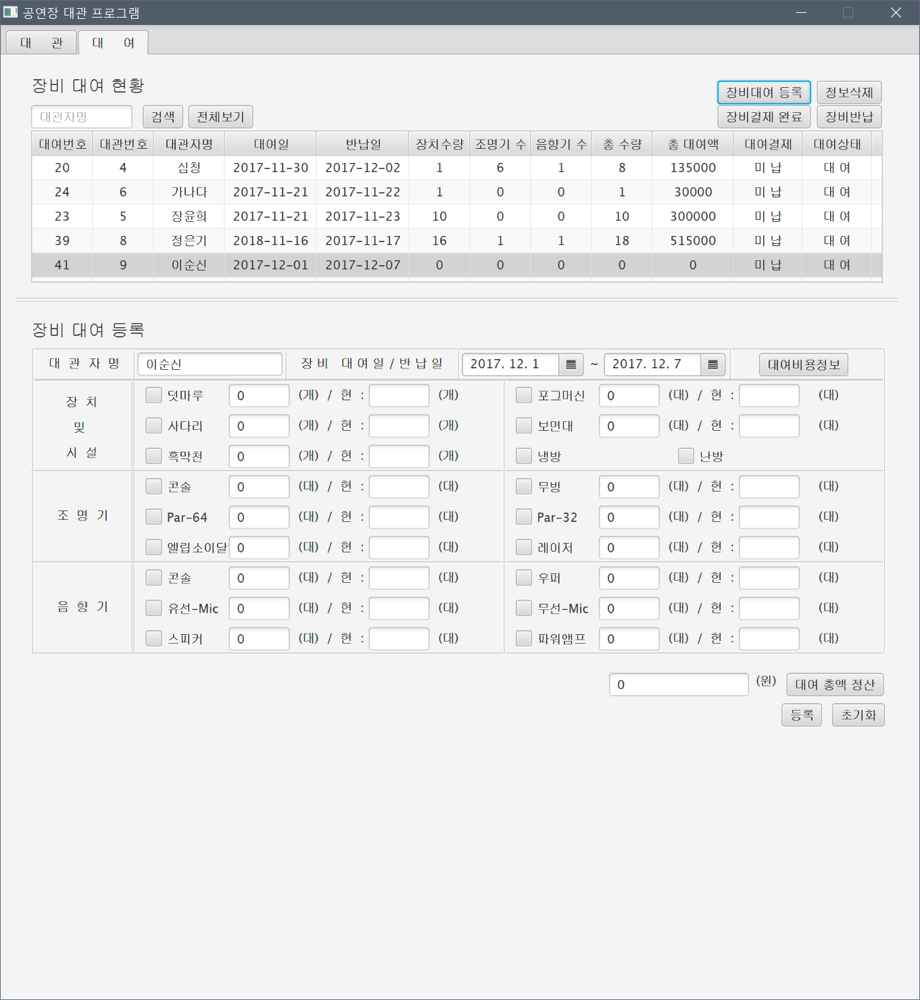 공연장 대관 프로그램
대 관 대 여
장비 대여 현황
장비대여 등록 정보삭제
대관자명 검색 전체보기 장비결제 완료 장비반납
대여번호 대관번호 대관자명 대여일 반납일 장치수량 조명기 수 음향기 수 총 수량 총 대여액 대여결제 대여상태
20 4 심청 2017-11-30 2017-12-02 1 6 1 8 135000 미 납 대 여
24 6 가나다 2017-11-21 2017-11-22 1 0 0 1 30000 미 납 대 여
23 5 장윤희 2017-11-21 2017-11-23 10 0 0 10 300000 미 납 대 여
39 8 정은기 2018-11-16 2017-11-17 16 1 1 18 515000 미 납 대 여
41 9 이순신 2017-12-01 2017-12-07 0 0 0 0 0 미 납 대 여
장비 대여 등록
대 관 자 명 이순신 장 비 대 여 일 / 반 납 일 2017. 12. 1 ~ 2017. 12. 7 대여비용정보
장 치
및
시 설
덧마루 0 (개) / 현 : (개) 포그머신 0 (대) / 현 : (대)
사다리 0 (개) / 현 : (개) 보면대 0 (대) / 현 : (대)
흑막천 0 (개) / 현 : (개) 냉방 난방
조 명 기
콘솔 0 (대) / 현 : (대) 무빙 0 (대) / 현 : (대)
Par-64 0 (대) / 현 : (대) Par-32 0 (대) / 현 : (대)
엘립소이달 0 (대) / 현 : (대) 레이저 0 (대) / 현 : (대)
음 향 기
콘솔 0 (대) / 현 : (대) 우퍼 0 (대) / 현 : (대)
유선-Mic 0 (대) / 현 : (대) 무선-Mic 0 (대) / 현 : (대)
스피커 0 (대) / 현 : (대) 파워앰프 0 (대) / 현 : (대)
0 (원) 대여 총액 정산
등록 초기화